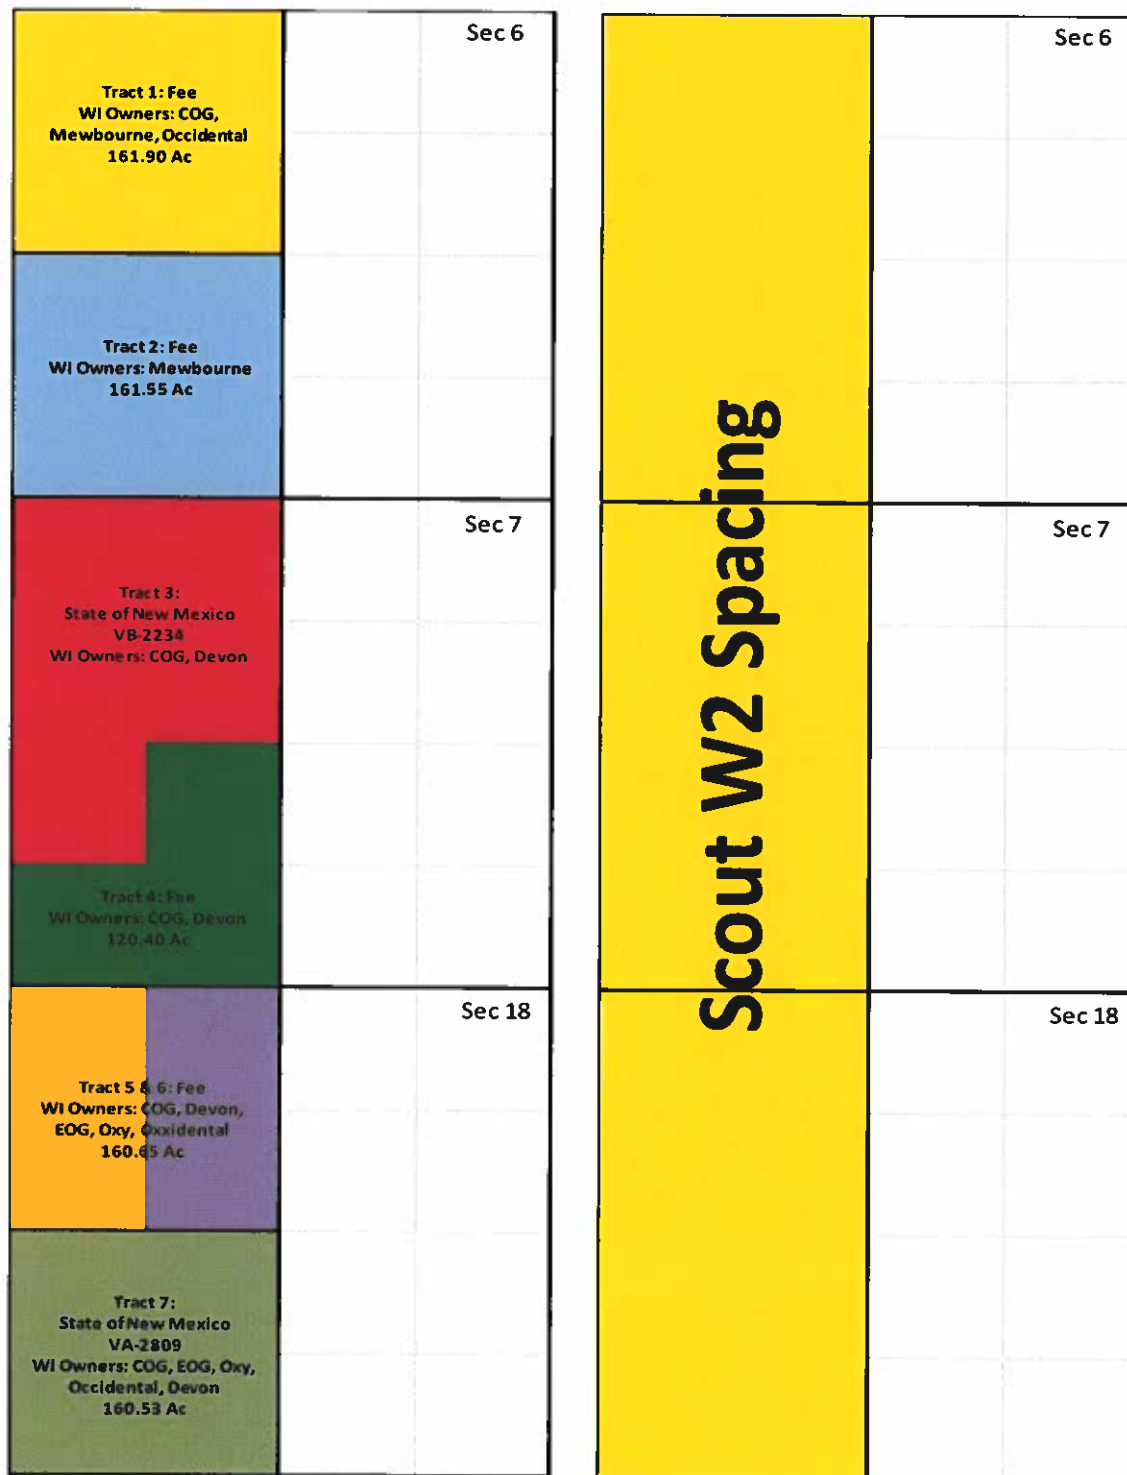 Sec 6
Tract 1: Fee
WI Owners: COG,
Mewbourne, Occidental
161.90 Ac
Tract 2: Fee
WI Owners: Mewbourne
161.55 Ac
Sec 7
Tract 3:
State of New Mexico
VB-2234
WI Owners: COG, Devon
Tract 4: Fee
WI Owners: COG, Devon
120.40 Ac
Sec 18
Tract 5 & 6: Fee
WI Owners: COG, Devon,
EOG, Oxy, Oxxidental
160.65 Ac
Tract 7:
State of New Mexico
VA-2809
WI Owners: COG, EOG, Oxy,
Occidental, Devon
160.53 Ac
Sec 6
Scout W2 Spacing
Sec 7
Sec 18